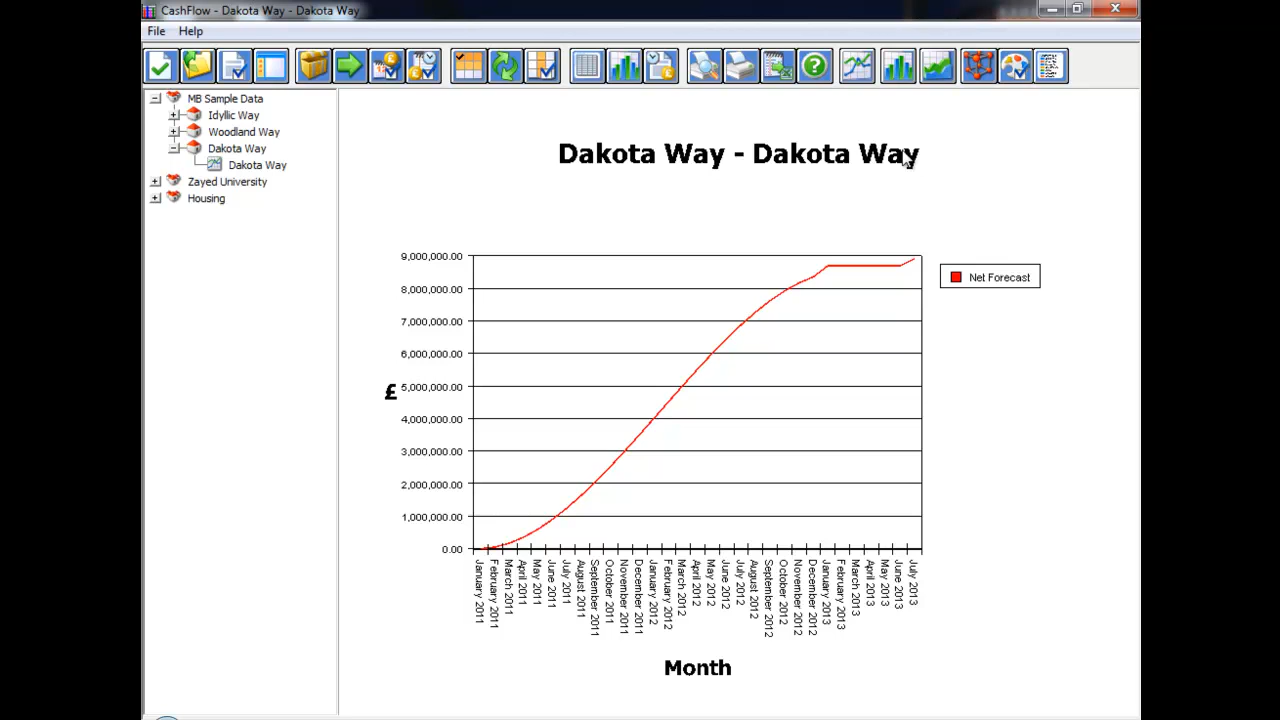 CashFlow - Dakota Way - Dakota Way
File Help
MB Sample Data
Idyllic Way
Woodland Way
Dakota Way
Dakota Way
Zayed University
Housing
Dakota Way - Dakota Way
9,000,000.00
8,000,000.00
7,000,000.00
6,000,000.00
5,000,000.00
4,000,000.00
3,000,000.00
2,000,000.00
1,000,000.00
0.00
£
Net Forecast
January 2011
February 2011
March 2011
April 2011
May 2011
June 2011
July 2011
August 2011
September 2011
October 2011
November 2011
December 2011
January 2012
February 2012
March 2012
April 2012
May 2012
June 2012
July 2012
August 2012
September 2012
October 2012
November 2012
December 2012
January 2013
February 2013
March 2013
April 2013
May 2013
June 2013
July 2013
Month